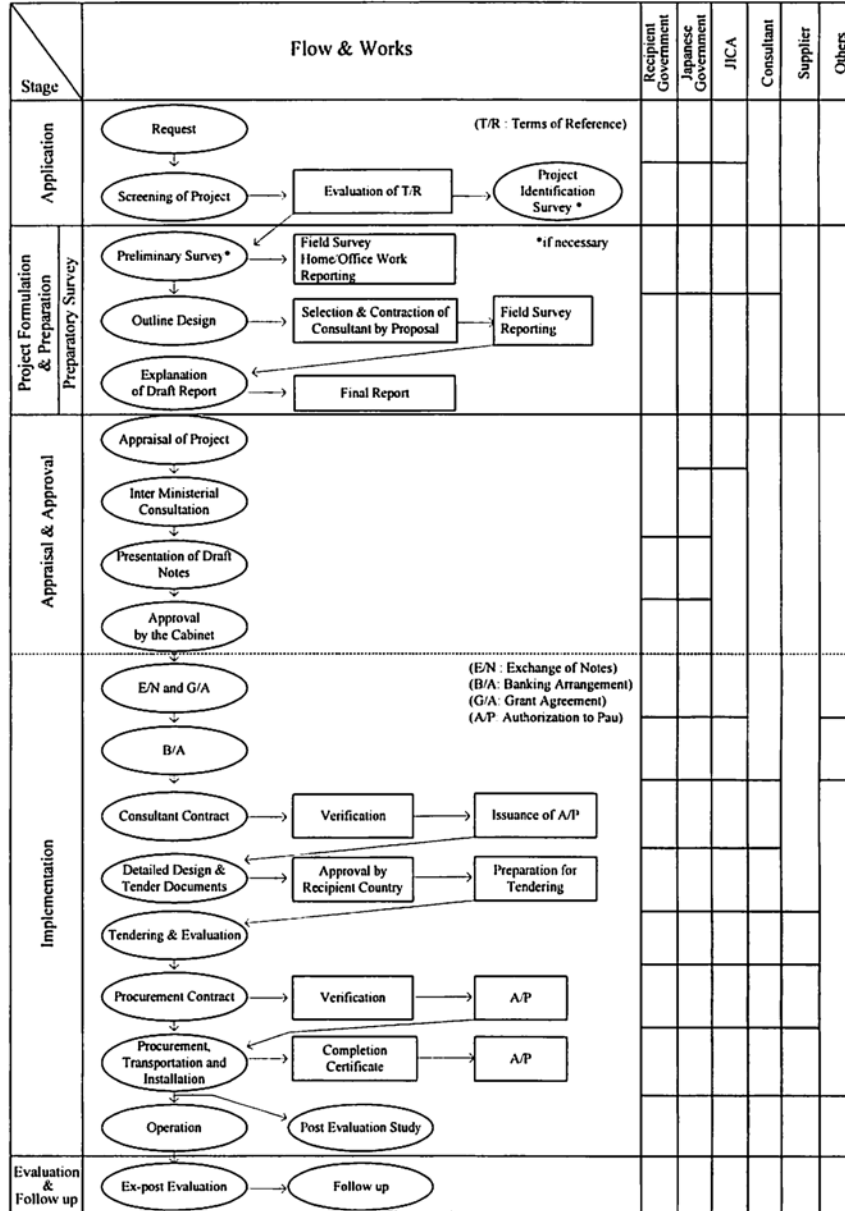 Stage
Flow & Works
Recipient
Government
Japanese
Government
JICA
Consultant
Supplier
Others
Application
Request
(T/R : Terms of Reference)
Screening of Project
Evaluation of T/R
Project
Identification
Survey *
Project Formulation
& Preparation
Preparatory Survey
Preliminary Survey*
Field Survey
Home/Office Work
Reporting
*if necessary
Outline Design
Selection & Contraction of
Consultant by Proposal
Field Survey
Reporting
Explanation
of Draft Report
Final Report
Appraisal & Approval
Appraisal of Project
Inter Ministerial
Consultation
Presentation of Draft
Notes
Approval
by the Cabinet
Implementation
E/N and G/A
(E/N : Exchange of Notes)
(B/A: Banking Arrangement)
(G/A: Grant Agreement)
(A/P: Authorization to Pau)
B/A
Consultant Contract
Verification
Issuance of A/P
Detailed Design &
Tender Documents
Approval by
Recipient Country
Preparation for
Tendering
Tendering & Evaluation
Procurement Contract
Verification
A/P
Procurement,
Transportation and
Installation
Completion
Certificate
A/P
Operation
Post Evaluation Study
Evaluation
&
Follow up
Ex-post Evaluation
Follow up